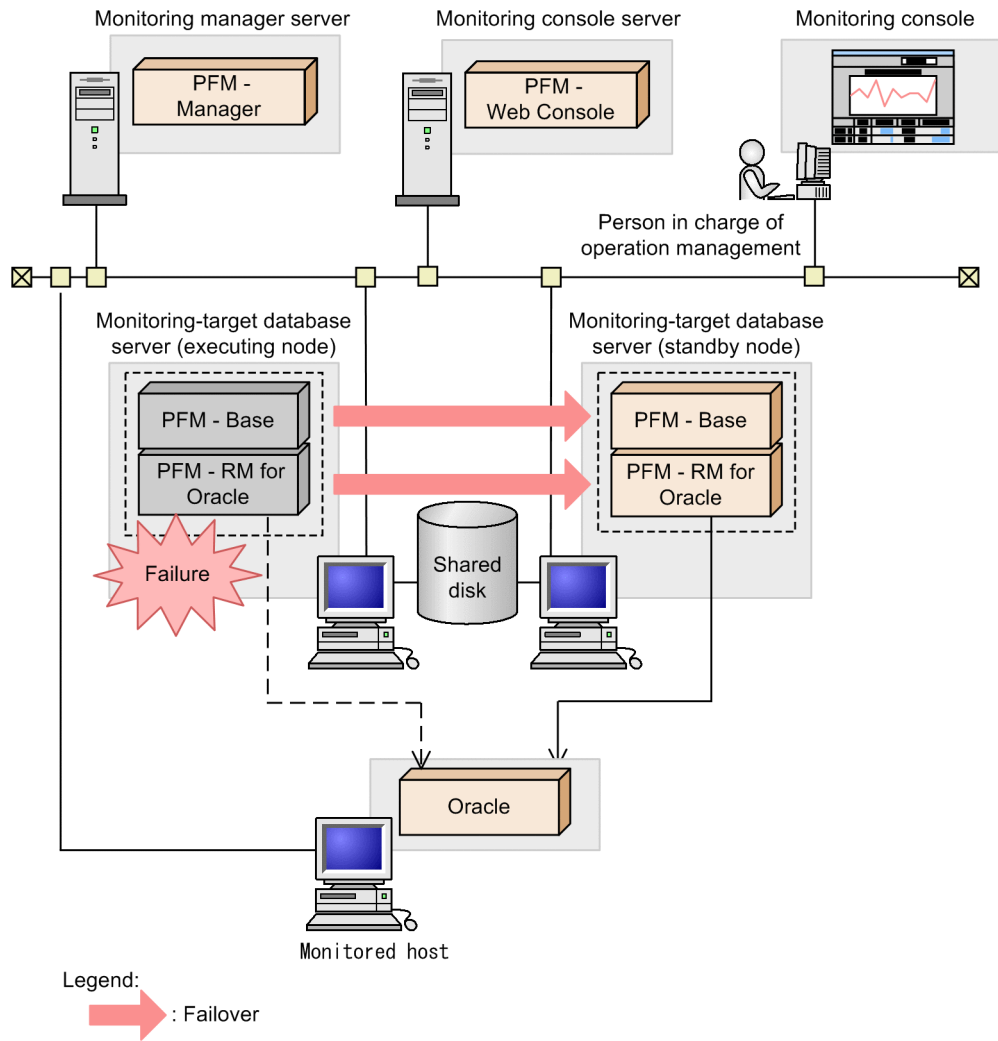 Monitoring manager server
Monitoring console server
Monitoring console
PFM -
Manager
PFM -
Web Console
Person in charge of
operation management
Monitoring-target database
server (executing node)
Monitoring-target database
server (standby node)
PFM - Base
PFM - RM for
Oracle
PFM - Base
PFM - RM for
Oracle
Failure
Shared
disk
Oracle
Monitored host
Legend:
: Failover